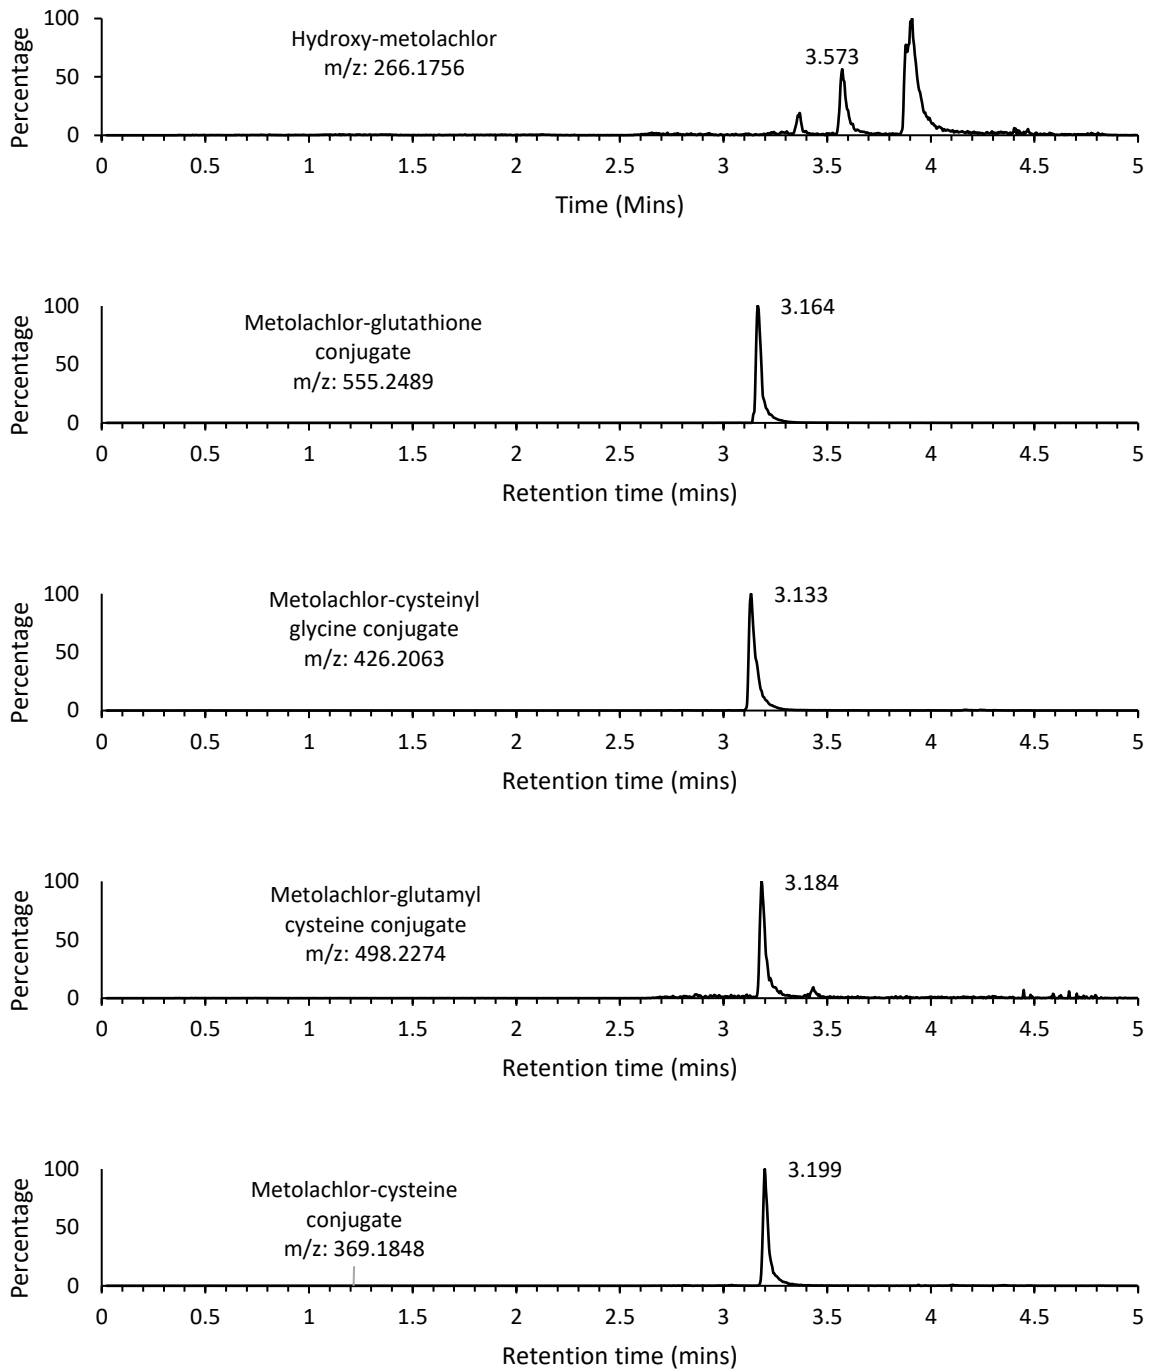 100
Percentage
Hydroxy-metolachlor
m/z: 266.1756
3.573
50
0
0 0.5 1 1.5 2 2.5 3 3.5 4 4.5 5
Time (Mins)
100
Percentage
Metolachlor-glutathione
conjugate
m/z: 555.2489
3.164
50
0
0 0.5 1 1.5 2 2.5 3 3.5 4 4.5 5
Retention time (mins)
100
Percentage
Metolachlor-cysteinyl
glycine conjugate
m/z: 426.2063
3.133
50
0
0 0.5 1 1.5 2 2.5 3 3.5 4 4.5 5
Retention time (mins)
100
Percentage
Metolachlor-glutamyl
cysteine conjugate
m/z: 498.2274
3.184
50
0
0 0.5 1 1.5 2 2.5 3 3.5 4 4.5 5
Retention time (mins)
100
Percentage
Metolachlor-cysteine
conjugate
m/z: 369.1848
3.199
50
0
0 0.5 1 1.5 2 2.5 3 3.5 4 4.5 5
Retention time (mins)